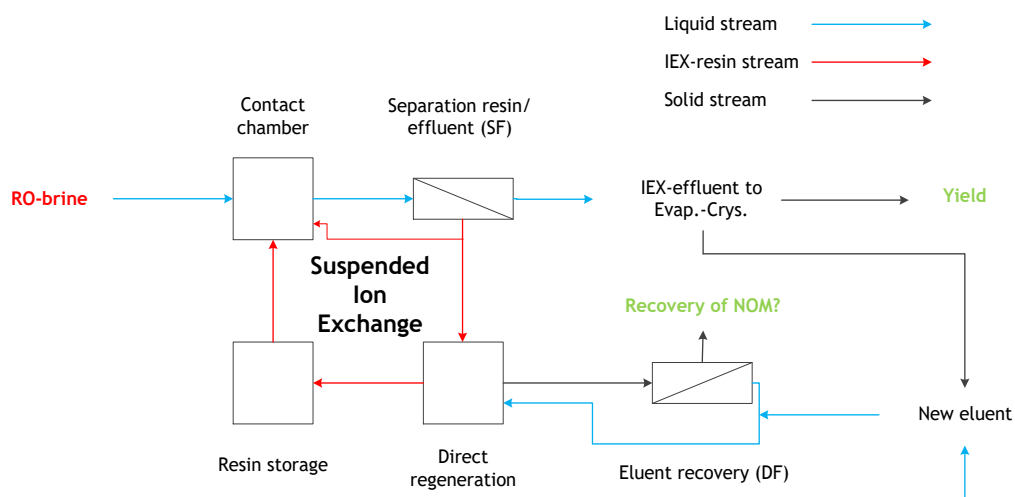 Liquid stream
IEX-resin stream
Solid stream
Contact
chamber
Separation resin/
effluent (SF)
RO-brine
IEX-effluent to
Evap.-Crys.
Yield
Suspended
Ion
Exchange
Recovery of NOM?
New eluent
Resin storage
Direct
regeneration
Eluent recovery (DF)